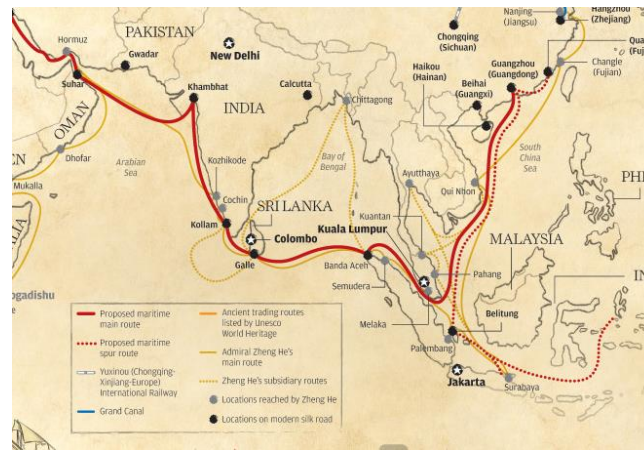 Nanjing
(Jiangsu)
Hangzhou
(Zhejiang)
PAKISTAN
Chongqing
(Sichuan)
Hormuz
Gwadar
New Delhi
Haikou
(Hainan)
Guangzhou
(Guangdong)
Changle
(Fujian)
Suhar
Khambhat
Calcutta
Beihai
(Guangxi)
INDIA
Chittagong
OMAN
Dhofar
Arabian
Sea
Kozhikode
Bay of
Bengal
Ayutthaya
South
China
Sea
Mukalla
Cochin
Qui Nhon
Kollam
SRI LANKA
Kuantan
Colombo
Kuala Lumpur
MALAYSIA
Galle
Banda Aceh
Pahang
Semudera
Melaka
Belitung
Palembang
Jakarta
Surabaya
Proposed maritime
main route
Proposed maritime
spur route
Yuxinou (Chongqing-
Xinjiang-Europe)
International Railway
Grand Canal
Ancient trading routes
listed by Unesco
World Heritage
Admiral Zheng He's
main route
Zheng He's subsidiary routes
Locations reached by Zheng He
Locations on modern silk road